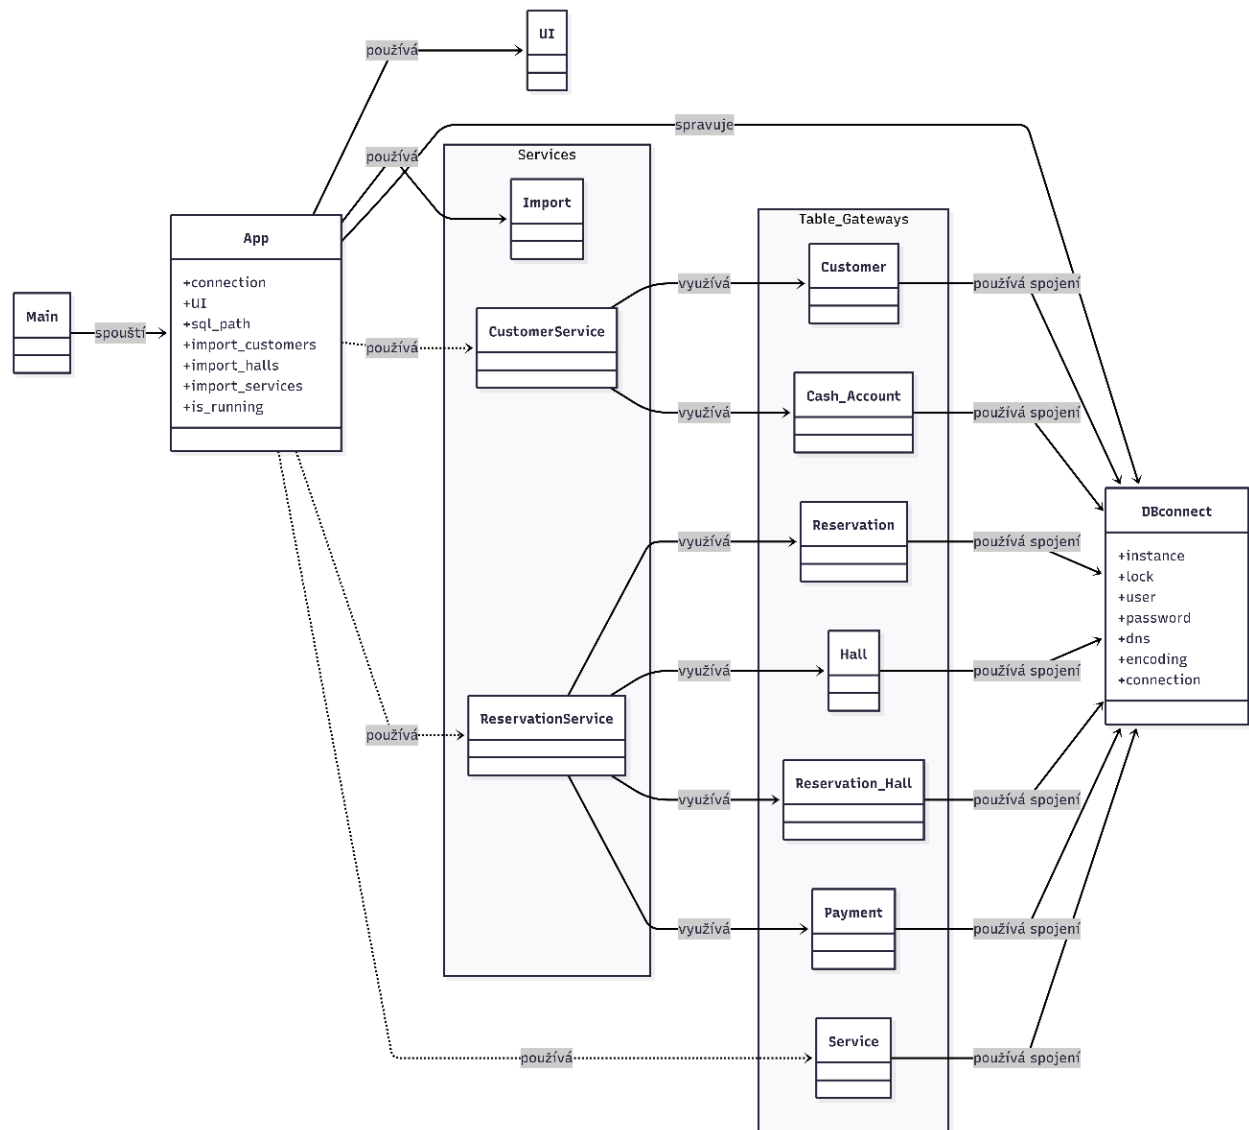 UI
používá
spravuje
Services
používá
Import
Table_Gateways
App
+connection
+UI
+sql_path
+import_customers
+import_halls
+import_services
+is_running
Main
spouští
používá
CustomerService
využívá
Customer
používá spojení
využívá
Cash_Account
používá spojení
využívá
Reservation
používá spojení
DBconnect
+instance
+lock
+user
+password
+dns
+encoding
+connection
využívá
Hall
používá spojení
používá
ReservationService
využívá
Reservation_Hall
používá spojení
využívá
Payment
používá spojení
používá
Service
používá spojení